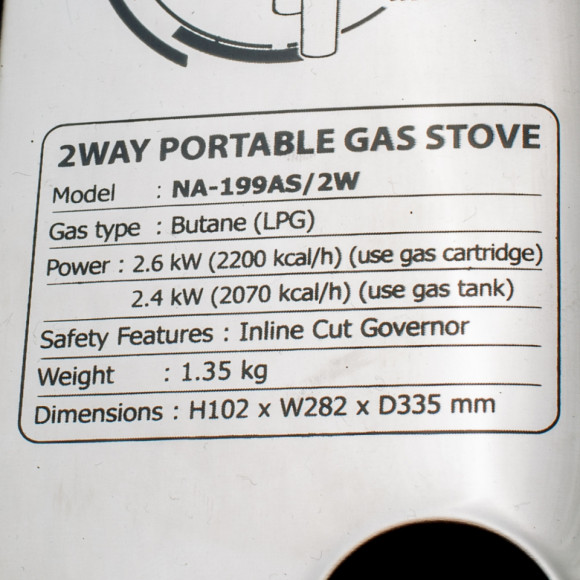 2WAY PORTABLE GAS STOVE
Model : NA-199AS/2W
Gas type : Butane (LPG)
Power : 2.6 kW (2200 kcal/h) (use gas cartridge)
2.4 kW (2070 kcal/h) (use gas tank)
Safety Features : Inline Cut Governor
Weight : 1.35 kg
Dimensions : H102 x W282 x D335 mm